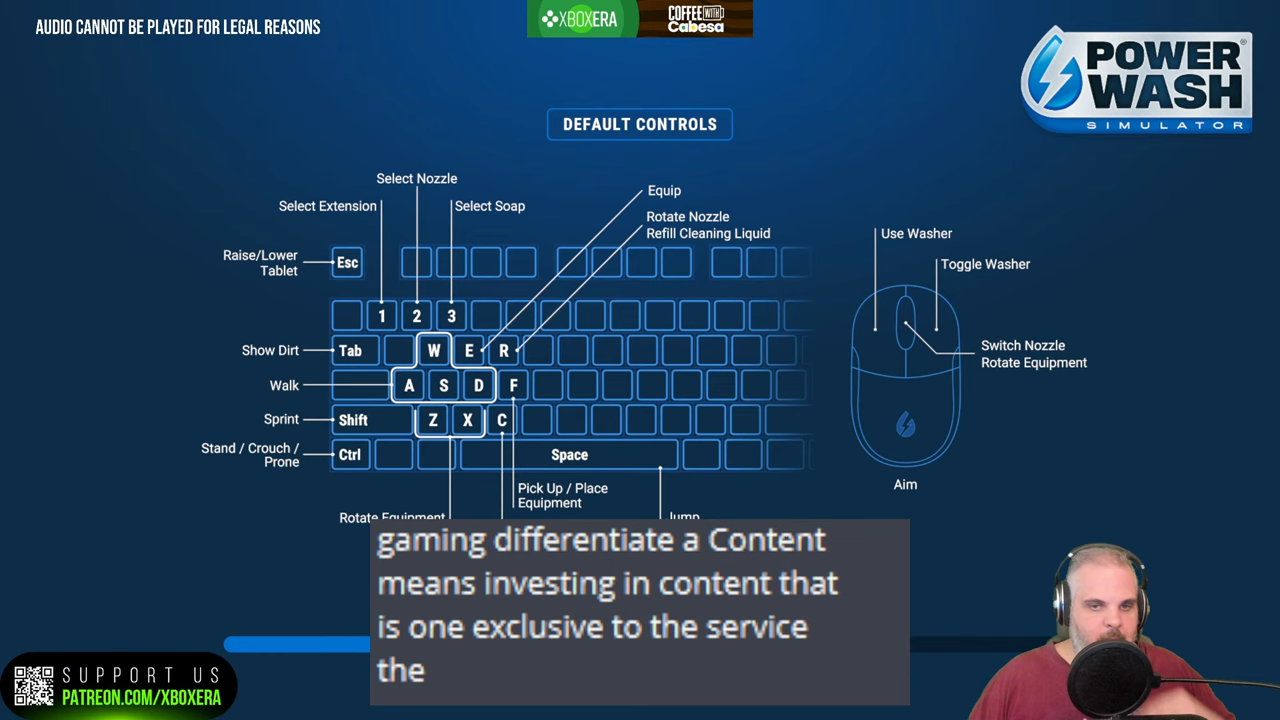 AUDIO CANNOT BE PLAYED FOR LEGAL REASONS
XBOXERA
COFFEE WITH
Cabesa
POWER
WASH
SIMULATOR
DEFAULT CONTROLS
Select Nozzle
Select Extension
Select Soap
Equip
Rotate Nozzle
Refill Cleaning Liquid
Raise/Lower
Tablet
Esc
Use Washer
Toggle Washer
1 2 3
Show Dirt
Tab W E R
Switch Nozzle
Rotate Equipment
Walk
A S D F
Sprint
Shift Z X C
Stand / Crouch /
Prone
Ctrl Space
Aim
Pick Up / Place
Equipment
Rotate Equipment
Jump
gaming differentiate a Content
means investing in content that
is one exclusive to the service
the
SUPPORT US
PATREON.COM/XBOXERA